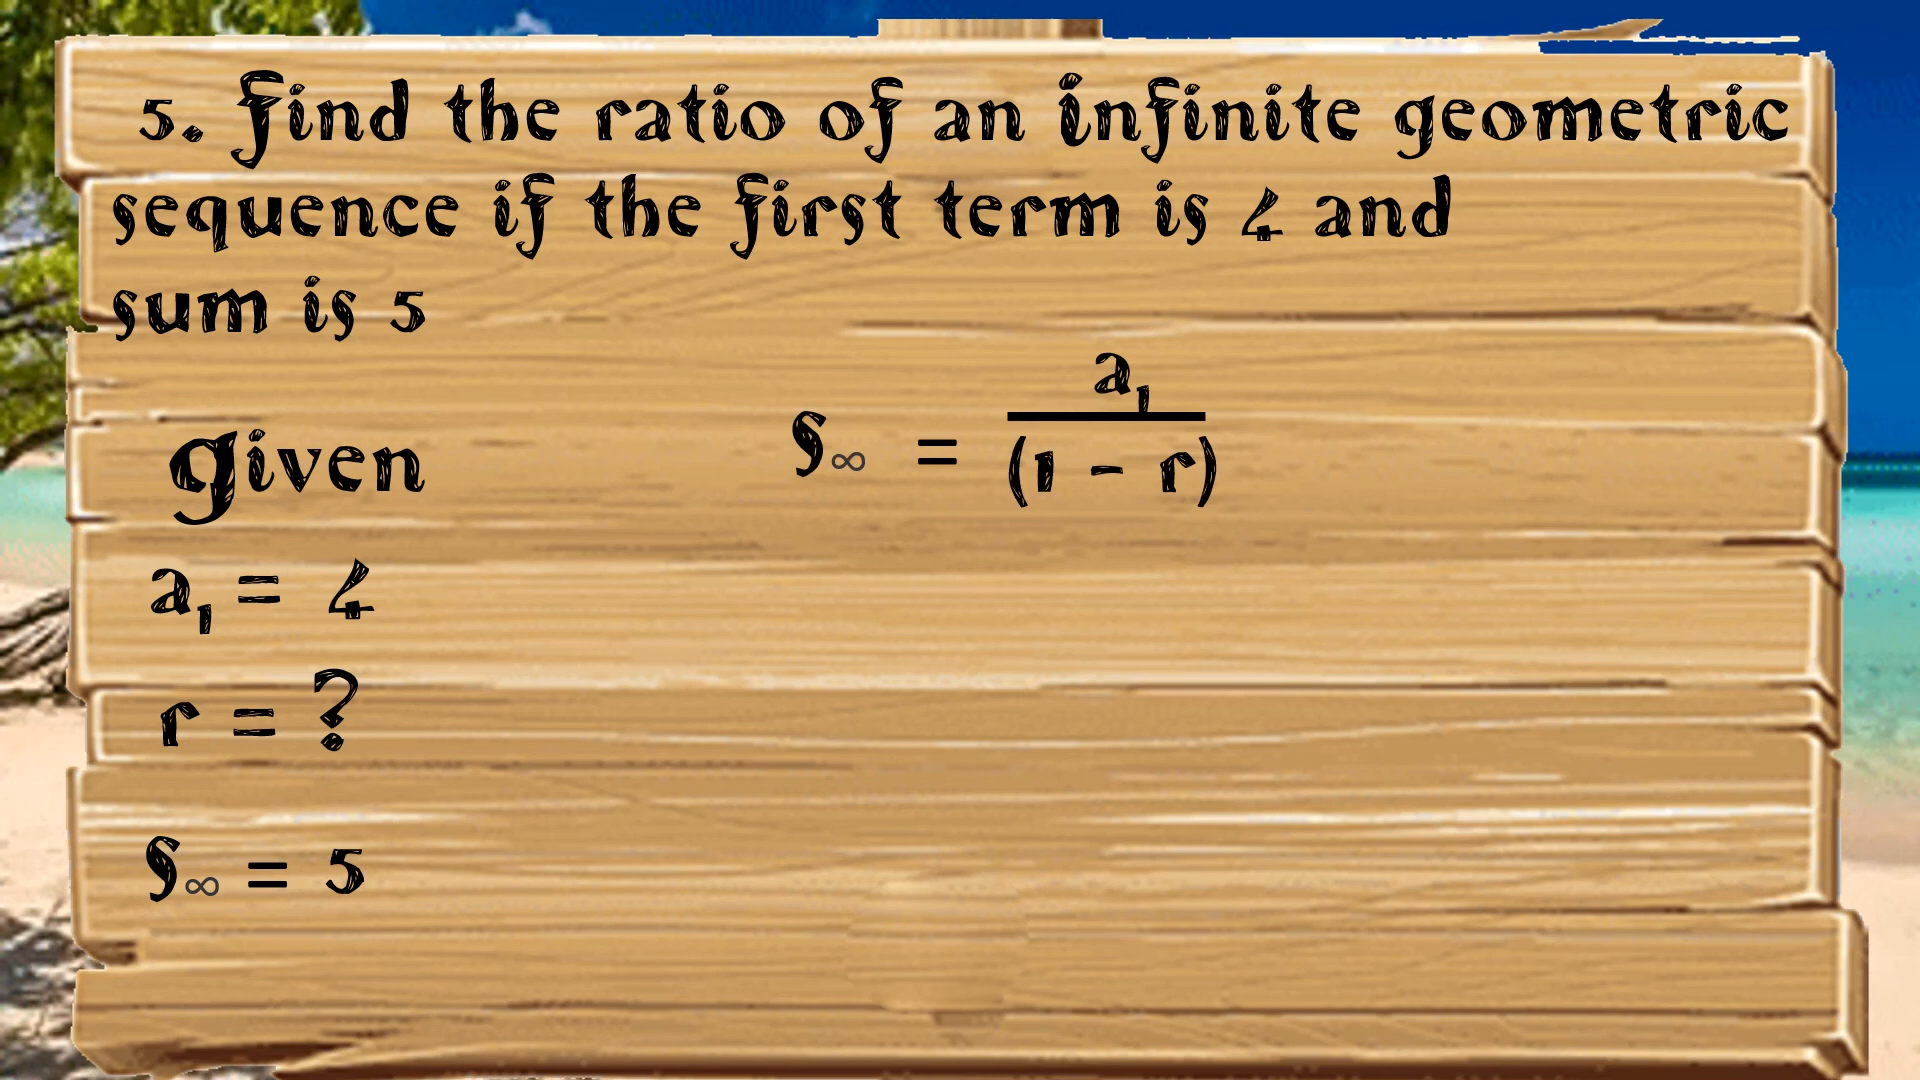 5. Find the ratio of an Infinite geometric
sequence if the first term is 4 and
sum is 5
Given
a₁ = 4
r = ?
S∞ = 5
S∞ = a₁ / (1 - r)